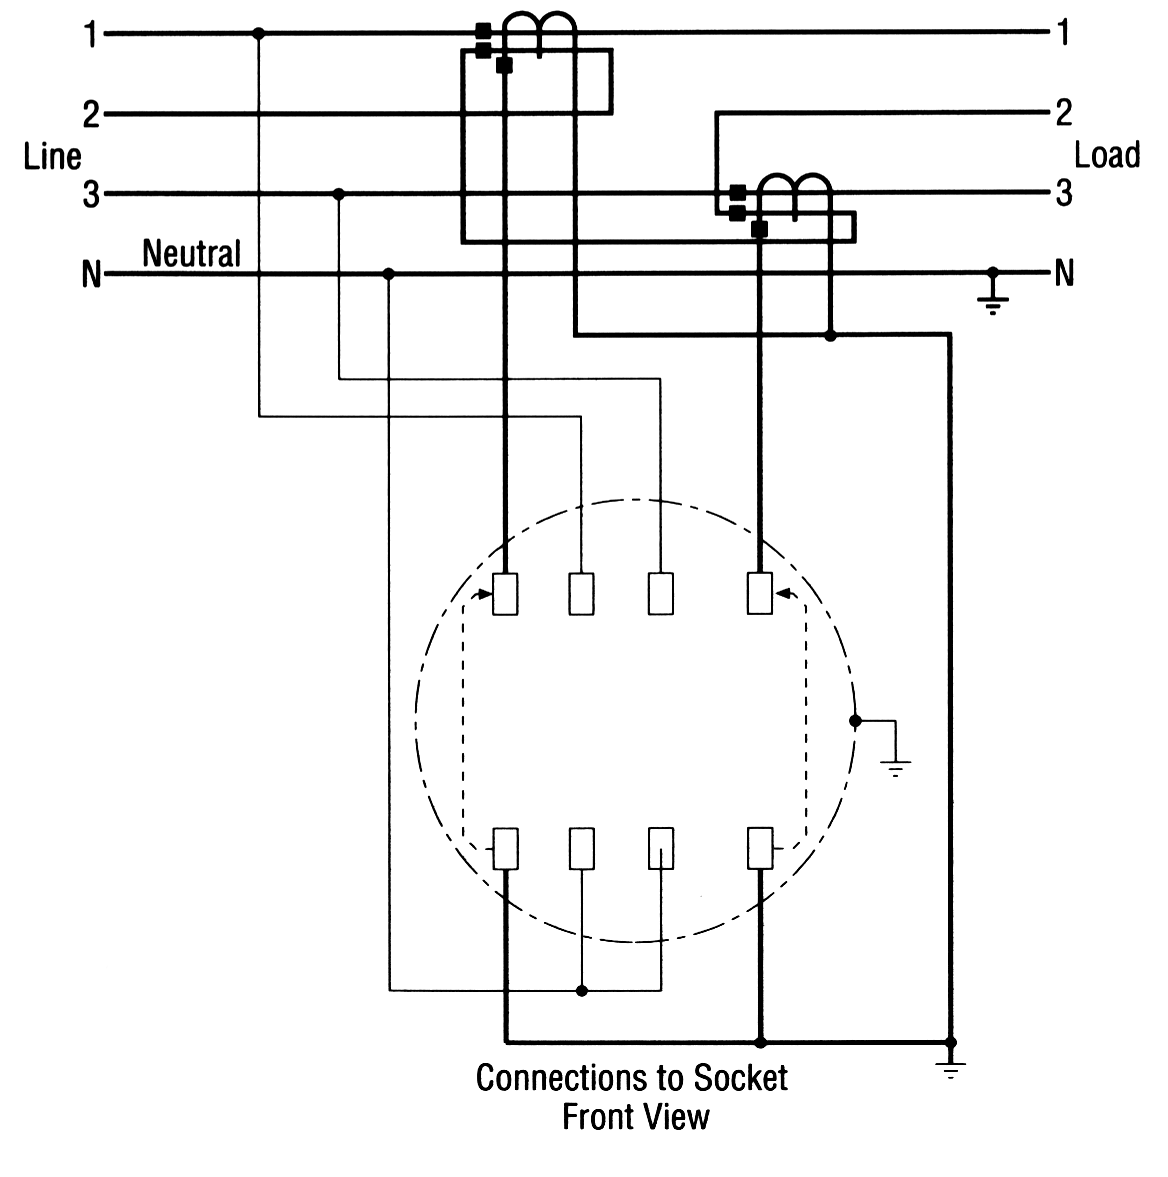 1
1
2
2
Line
Load
3
3
Neutral
N
N
Connections to Socket
Front View